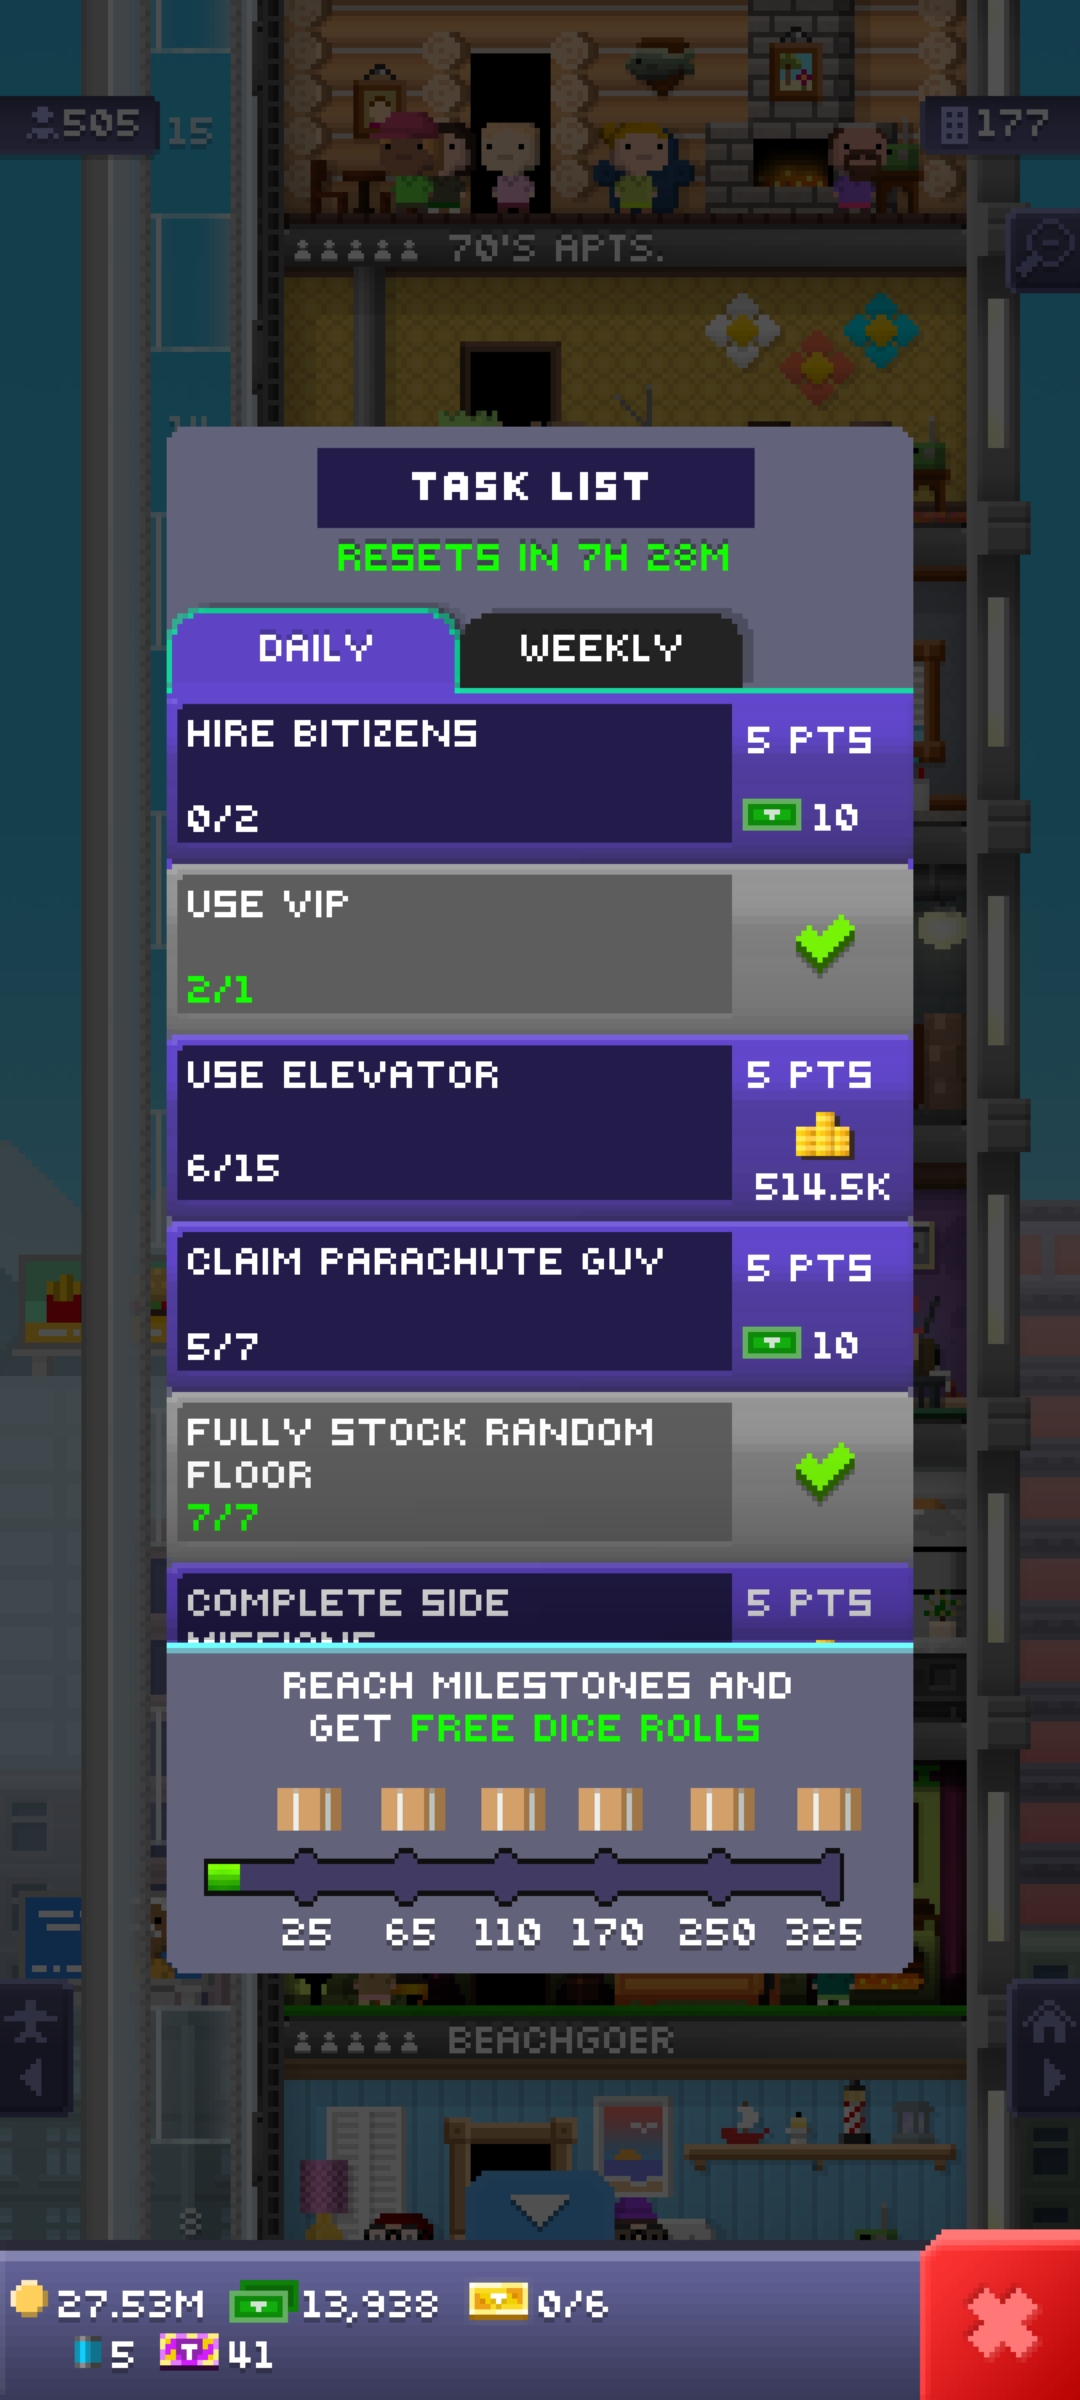 505
15
177
70'S APTS.
TASK LIST
RESETS IN 7H 28M
DAILY
WEEKLY
HIRE BITIZENS
5 PTS
0/2
10
USE VIP
2/1
USE ELEVATOR
5 PTS
6/15
514.5K
CLAIM PARACHUTE GUY
5 PTS
5/7
10
FULLY STOCK RANDOM
FLOOR
7/7
COMPLETE SIDE
5 PTS
MISSIONS
REACH MILESTONES AND
GET FREE DICE ROLLS
25 65 110 170 250 325
BEACHGOER
8
27.53M 13,938 0/6
5 41